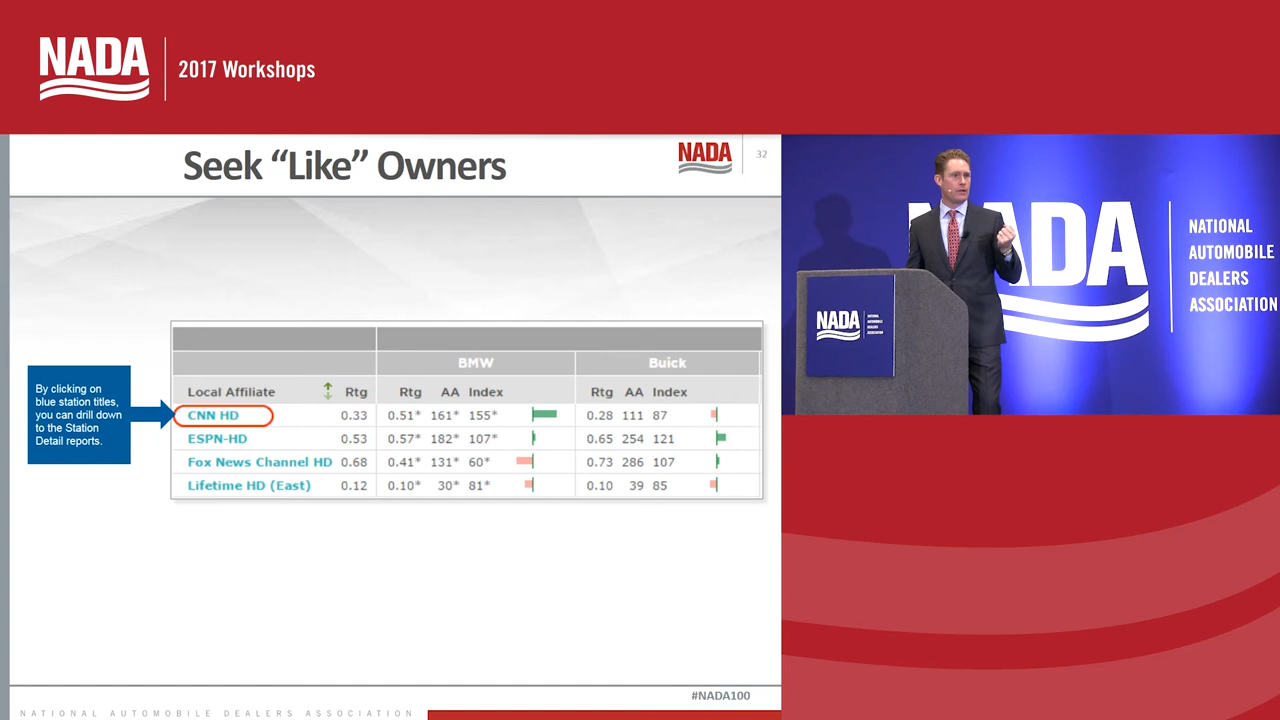 NADA
2017 Workshops
Seek “Like” Owners
NADA
32
By clicking on
blue station titles,
you can drill down
to the Station
Detail reports.
BMW Buick
Local Affiliate Rtg Rtg AA Index Rtg AA Index
CNN HD 0.33 0.51* 161* 155* 0.28 111 87
ESPN-HD 0.53 0.57* 182* 107* 0.65 254 121
Fox News Channel HD 0.68 0.41* 131* 60* 0.73 286 107
Lifetime HD (East) 0.12 0.10* 30* 81* 0.10 39 85
#NADA100
NATIONAL AUTOMOBILE DEALERS ASSOCIATION
NADA
NATIONAL
AUTOMOBILE
DEALERS
ASSOCIATION
NADA
NATIONAL
AUTOMOBILE
DEALERS
ASSOCIATION